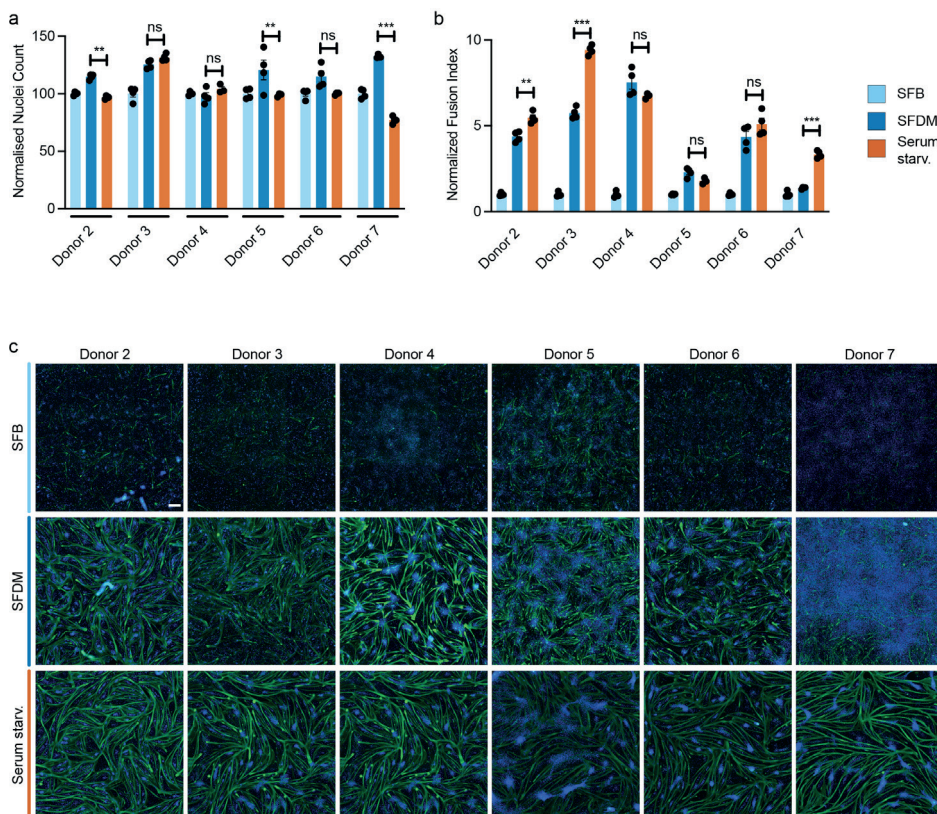 a
Normalised Nuclei Count
150
100
50
0
** ns ns ** ns ***
Donor 2 Donor 3 Donor 4 Donor 5 Donor 6 Donor 7
b
Normalized Fusion Index
10
5
0
** *** ns ns ns ***
Donor 2 Donor 3 Donor 4 Donor 5 Donor 6 Donor 7
SFB
SFDM
Serum
starv.
c
Donor 2 Donor 3 Donor 4 Donor 5 Donor 6 Donor 7
SFB
SFDM
Serum starv.